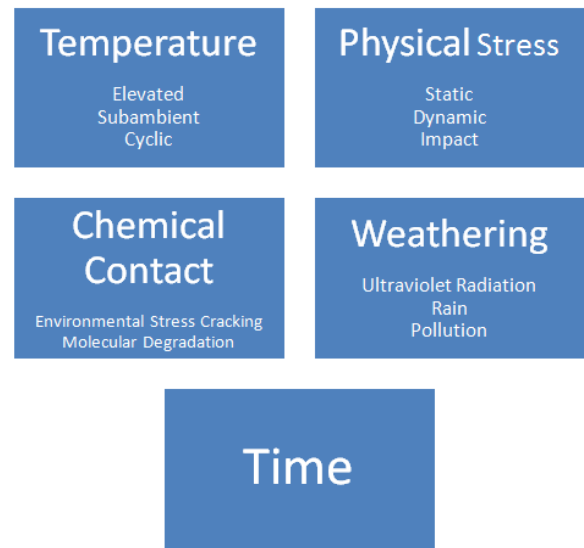 Temperature
Elevated
Subambient
Cyclic
Physical Stress
Static
Dynamic
Impact
Chemical
Contact
Environmental Stress Cracking
Molecular Degradation
Weathering
Ultraviolet Radiation
Rain
Pollution
Time